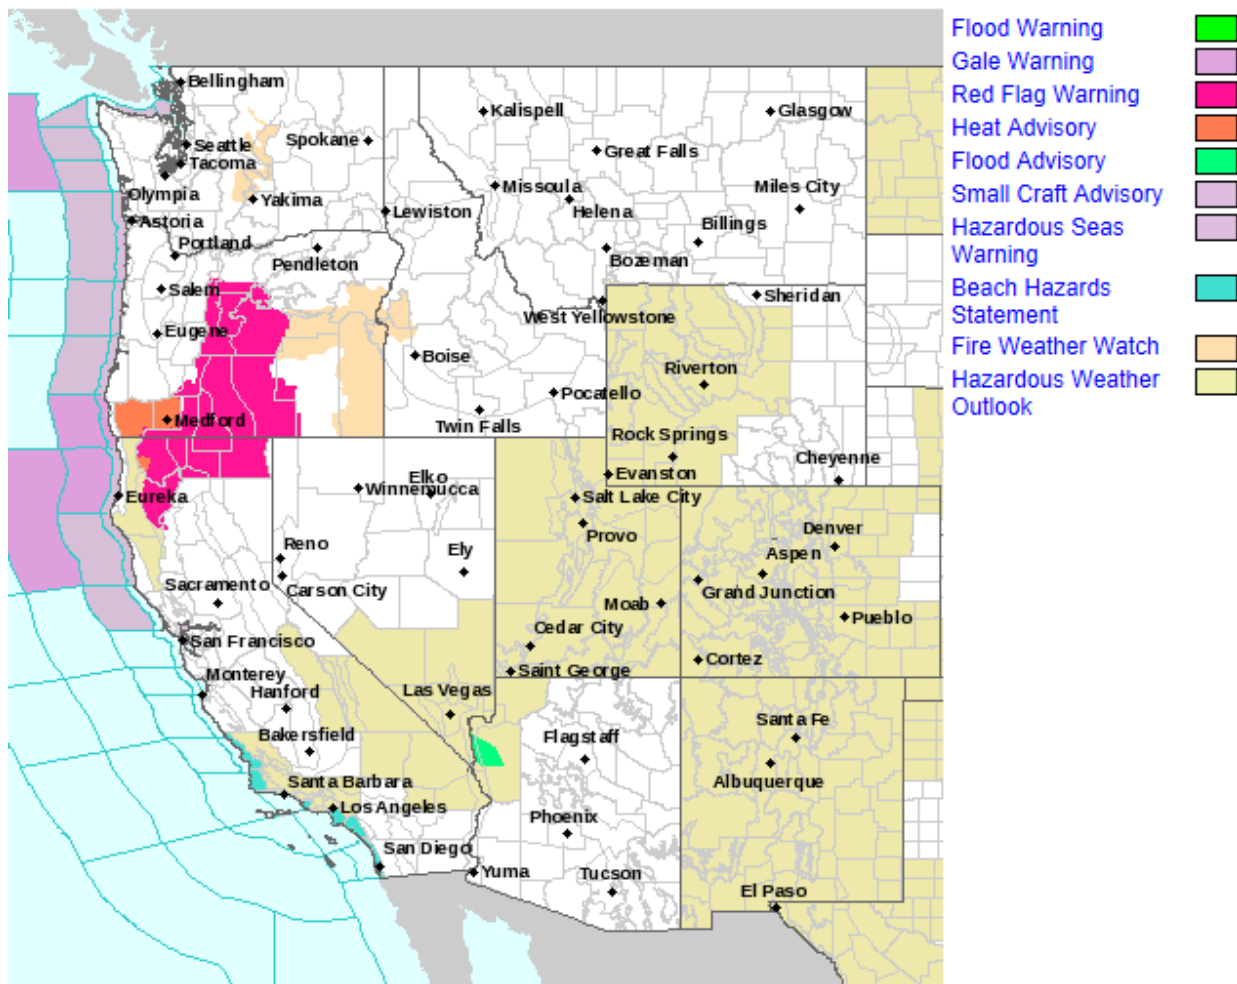 Flood Warning
Gale Warning
Red Flag Warning
Heat Advisory
Flood Advisory
Small Craft Advisory
Hazardous Seas
Warning
Beach Hazards
Statement
Fire Weather Watch
Hazardous Weather
Outlook
Bellingham
Kalispell
Glasgow
Seattle
Spokane
Tacoma
Great Falls
Olympia
Yakima
Missoula
Miles City
Astoria
Lewiston
Helena
Billings
Portland
Pendleton
Bozeman
Salem
Sheridan
West Yellowstone
Eugene
Boise
Riverton
Pocatello
Medford
Twin Falls
Rock Springs
Cheyenne
Elko
Evanston
Eureka
Winnemucca
Salt Lake City
Provo
Denver
Reno
Ely
Aspen
Sacramento
Carson City
Grand Junction
Moab
Pueblo
San Francisco
Cedar City
Cortez
Saint George
Monterey
Hanford
Las Vegas
Santa Fe
Bakersfield
Flagstaff
Albuquerque
Santa Barbara
Los Angeles
Phoenix
San Diego
Yuma
Tucson
El Paso